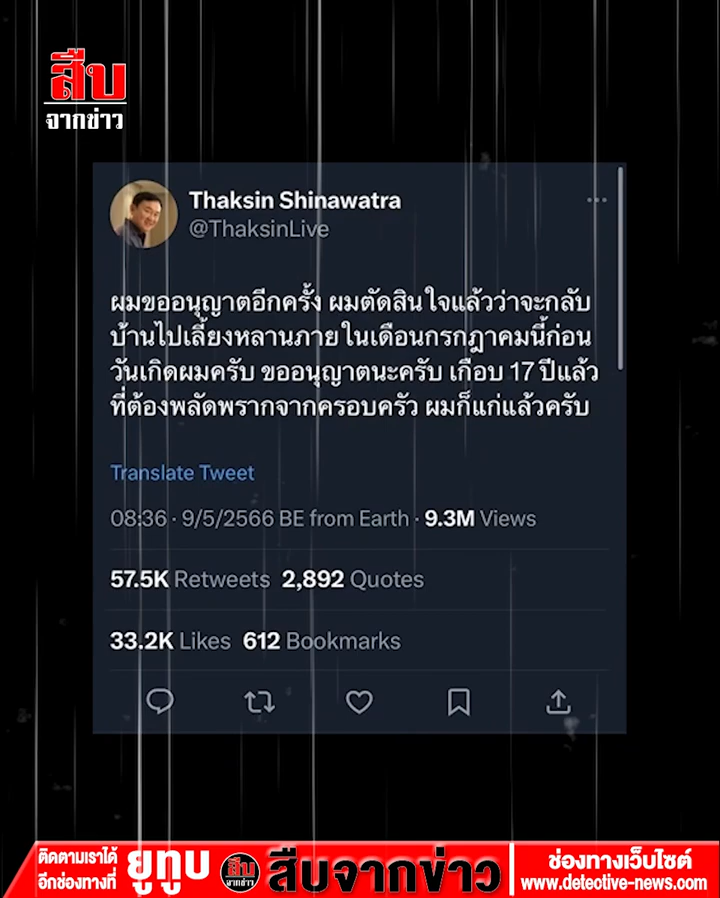 สืบ
จากข่าว
Thaksin Shinawatra
@ThaksinLive
ผมขออนุญาตอีกครั้ง ผมตัดสินใจแล้วว่าจะกลับ
บ้านไปเลี้ยงหลานภายในเดือนกรกฎาคมนี้ก่อน
วันเกิดผมครับ ขออนุญาตนะครับ เกือบ 17 ปีแล้ว
ที่ต้องพลัดพรากจากครอบครัว ผมก็แก่แล้วครับ
Translate Tweet
08:36 · 9/5/2566 BE from Earth · 9.3M Views
57.5K Retweets 2,892 Quotes
33.2K Likes 612 Bookmarks
ติดตามเราได้
อีกช่องทางที่
ยูทูบ
สืบ
จากข่าว
สืบจากข่าว
ช่องทางเว็บไซต์
www.detective-news.com